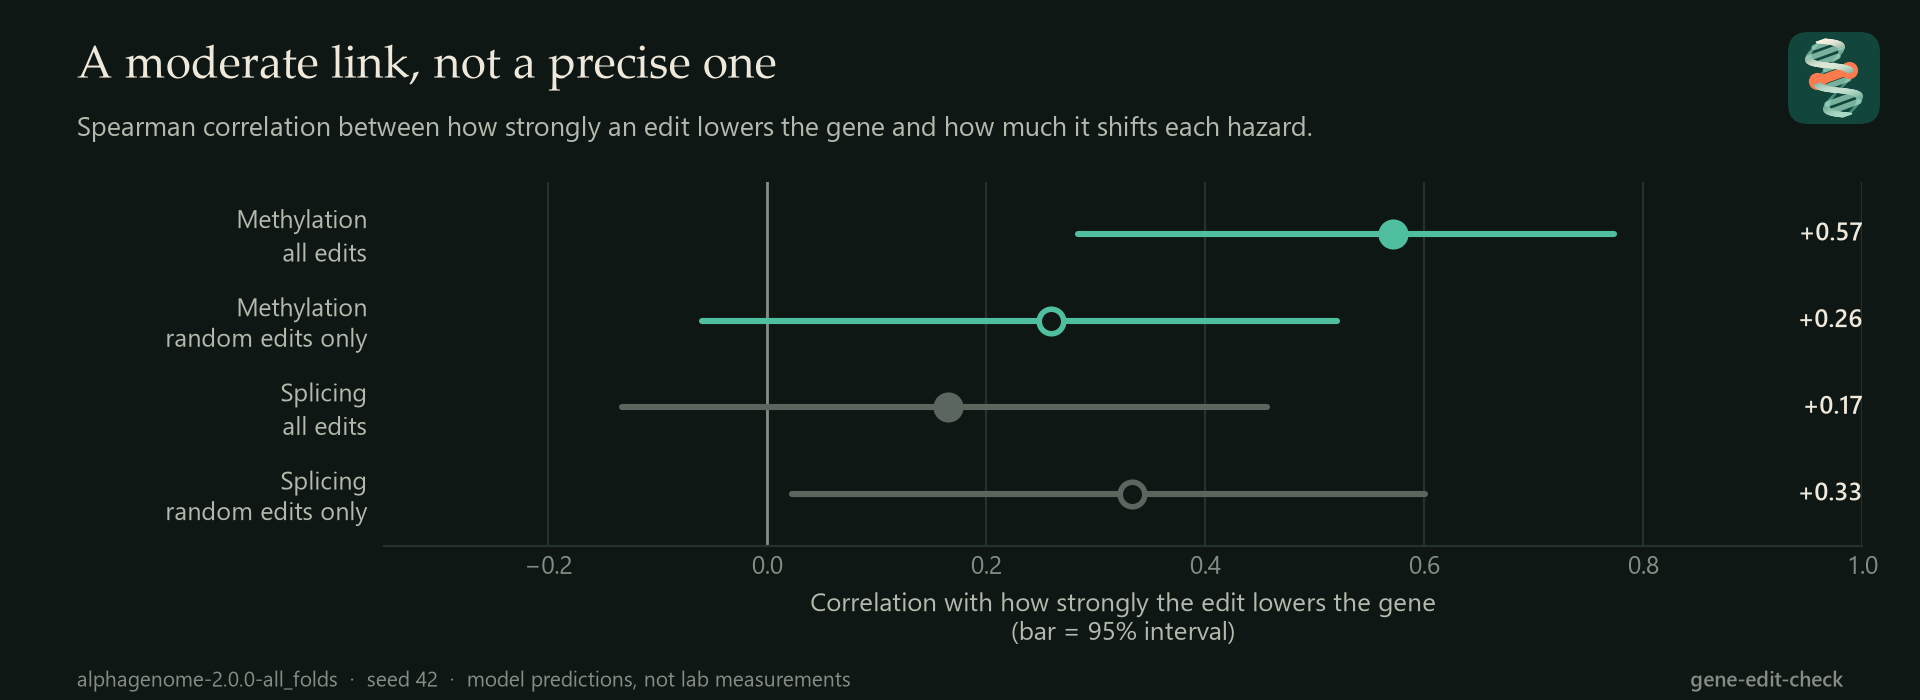 A moderate link, not a precise one
Spearman correlation between how strongly an edit lowers the gene and how much it shifts each hazard.
Methylation
all edits
+0.57
Methylation
random edits only
+0.26
Splicing
all edits
+0.17
Splicing
random edits only
+0.33
−0.2 0.0 0.2 0.4 0.6 0.8 1.0
Correlation with how strongly the edit lowers the gene
(bar = 95% interval)
alphagenome-2.0.0-all_folds · seed 42 · model predictions, not lab measurements
gene-edit-check